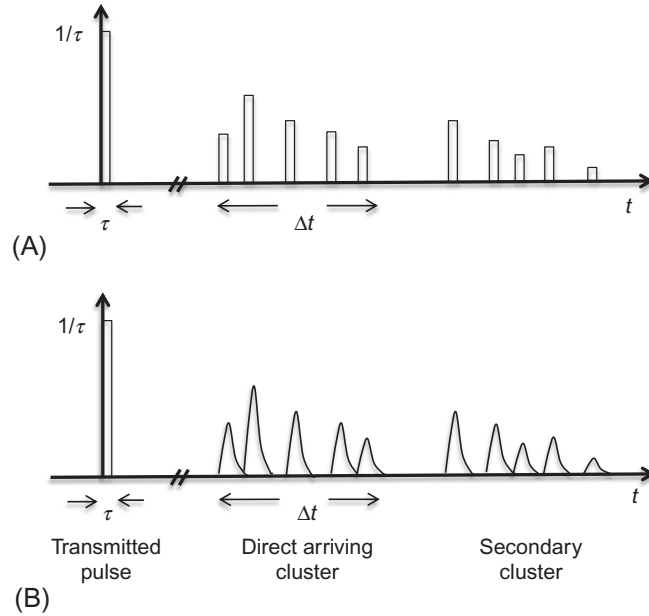 1/τ
τ
Δt
t
(A)
1/τ
τ
Δt
t
Transmitted pulse
Direct arriving cluster
Secondary cluster
(B)